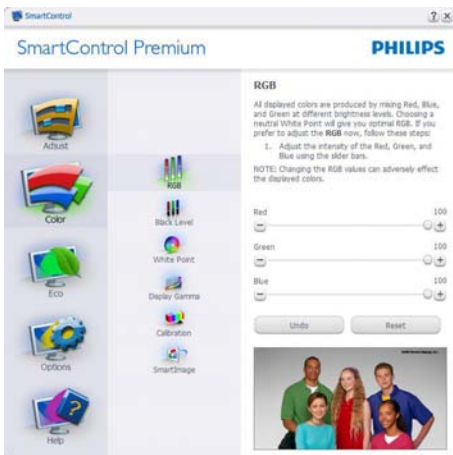 SmartControl
SmartControl Premium
PHILIPS
Adjust
Color
Eco
Options
Help
RGB
Black Level
White Point
Display Gamma
Calibration
SmartImage
RGB
All displayed colors are produced by mixing Red, Blue,
and Green at different brightness levels. Choosing a
neutral White Point will give you optimal RGB. If you
prefer to adjust the RGB now, follow these steps:
1. Adjust the intensity of the Red, Green, and
Blue using the slider bars.
NOTE: Changing the RGB values can adversely effect
the displayed colors.
Red 100
Green 100
Blue 100
Undo Reset